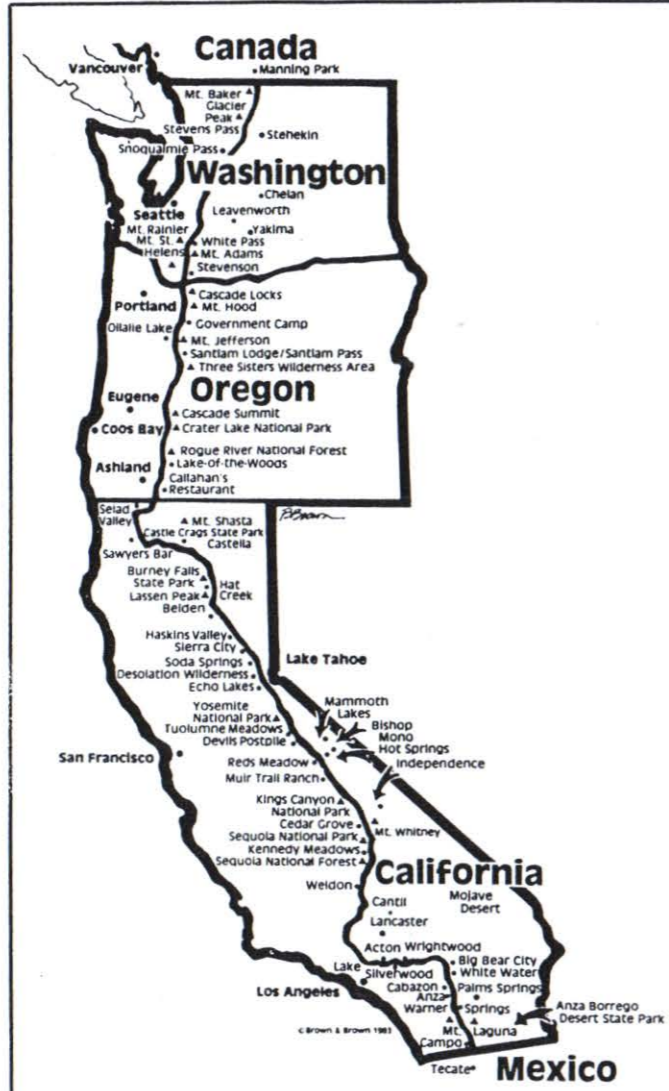 Canada
Vancouver
Manning Park
Mt. Baker
Glacier
Peak
Stevens Pass
Stehekin
Snoqualmie Pass
Washington
Chelan
Seattle
Leavenworth
Mt. Rainier
Yakima
Mt. St.
White Pass
Helens
Mt. Adams
Stevenson
Cascade Locks
Portland
Mt. Hood
Government Camp
Ollalie Lake
Mt. Jefferson
Santiam Lodge/Santiam Pass
Three Sisters Wilderness Area
Oregon
Eugene
Cascade Summit
Coos Bay
Crater Lake National Park
Rogue River National Forest
Lake-of-the-Woods
Ashland
Callahan's
Restaurant
Seiad
Valley
B Brown
Mt. Shasta
Castle Crags State Park
Castella
Sawyers Bar
Burney Falls
State Park
Hat
Creek
Lassen Peak
Belden
Haskins Valley
Sierra City
Soda Springs
Lake Tahoe
Desolation Wilderness
Echo Lakes
Mammoth
Lakes
Yosemite
National Park
Bishop
Tuolumne Meadows
Mono
Devils Postpile
Hot Springs
San Francisco
Reds Meadow
Independence
Muir Trail Ranch
Kings Canyon
National Park
Cedar Grove
Mt. Whitney
Sequoia National Park
Kennedy Meadows
Sequoia National Forest
California
Weldon
Mojave
Desert
Cantil
Lancaster
Acton
Wrightwood
Lake
Silverwood
Big Bear City
White Water
Los Angeles
Cabazon
Palms Springs
Anza
Warner Springs
Anza Borrego
Desert State Park
Mt.
Laguna
© Brown & Brown 1983
Campo
Tecate
Mexico